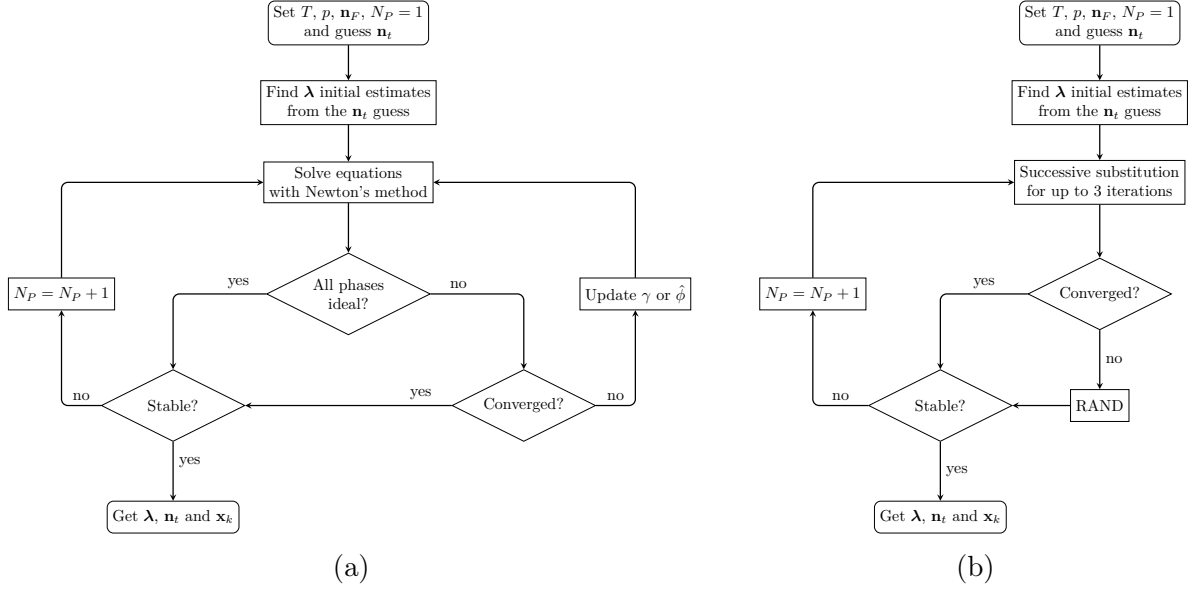 Set T, p, n_F, N_P = 1
and guess n_t
Find λ initial estimates
from the n_t guess
Solve equations
with Newton's method
All phases
ideal?
yes
no
N_P = N_P + 1
Update γ or φ̂
Stable?
no
yes
Converged?
yes
no
Get λ, n_t and x_k
(a)
Set T, p, n_F, N_P = 1
and guess n_t
Find λ initial estimates
from the n_t guess
Successive substitution
for up to 3 iterations
Converged?
yes
no
N_P = N_P + 1
Stable?
no
yes
RAND
Get λ, n_t and x_k
(b)